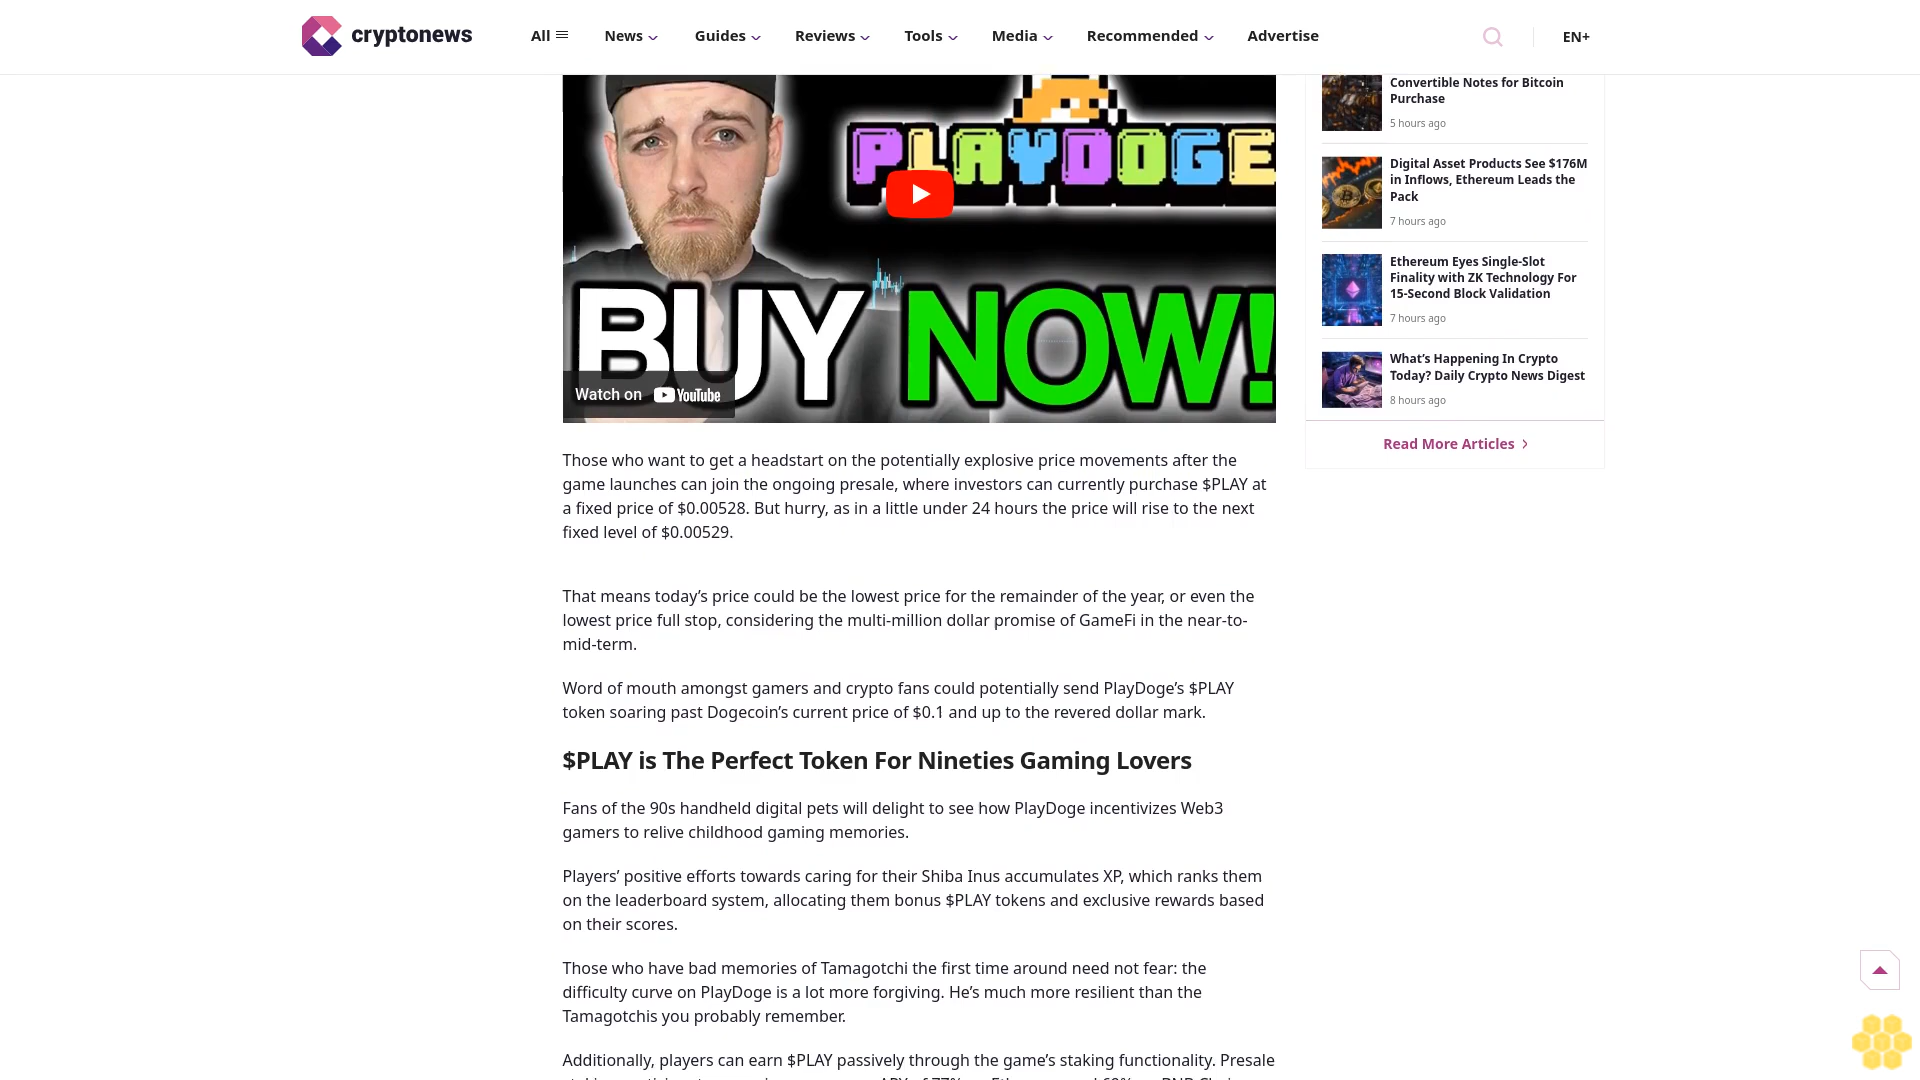 cryptonews
All
News
Guides
Reviews
Tools
Media
Recommended
Advertise
EN+
PLAYDOGE
BUY NOW!
Watch on YouTube
Those who want to get a headstart on the potentially explosive price movements after the
game launches can join the ongoing presale, where investors can currently purchase $PLAY at
a fixed price of $0.00528. But hurry, as in a little under 24 hours the price will rise to the next
fixed level of $0.00529.
That means today’s price could be the lowest price for the remainder of the year, or even the
lowest price full stop, considering the multi-million dollar promise of GameFi in the near-to-
mid-term.
Word of mouth amongst gamers and crypto fans could potentially send PlayDoge’s $PLAY
token soaring past Dogecoin’s current price of $0.1 and up to the revered dollar mark.
$PLAY is The Perfect Token For Nineties Gaming Lovers
Fans of the 90s handheld digital pets will delight to see how PlayDoge incentivizes Web3
gamers to relive childhood gaming memories.
Players’ positive efforts towards caring for their Shiba Inus accumulates XP, which ranks them
on the leaderboard system, allocating them bonus $PLAY tokens and exclusive rewards based
on their scores.
Those who have bad memories of Tamagotchi the first time around need not fear: the
difficulty curve on PlayDoge is a lot more forgiving. He’s much more resilient than the
Tamagotchis you probably remember.
Additionally, players can earn $PLAY passively through the game’s staking functionality. Presale
Convertible Notes for Bitcoin
Purchase
5 hours ago
Digital Asset Products See $176M
in Inflows, Ethereum Leads the
Pack
7 hours ago
Ethereum Eyes Single-Slot
Finality with ZK Technology For
15-Second Block Validation
7 hours ago
What’s Happening In Crypto
Today? Daily Crypto News Digest
8 hours ago
Read More Articles